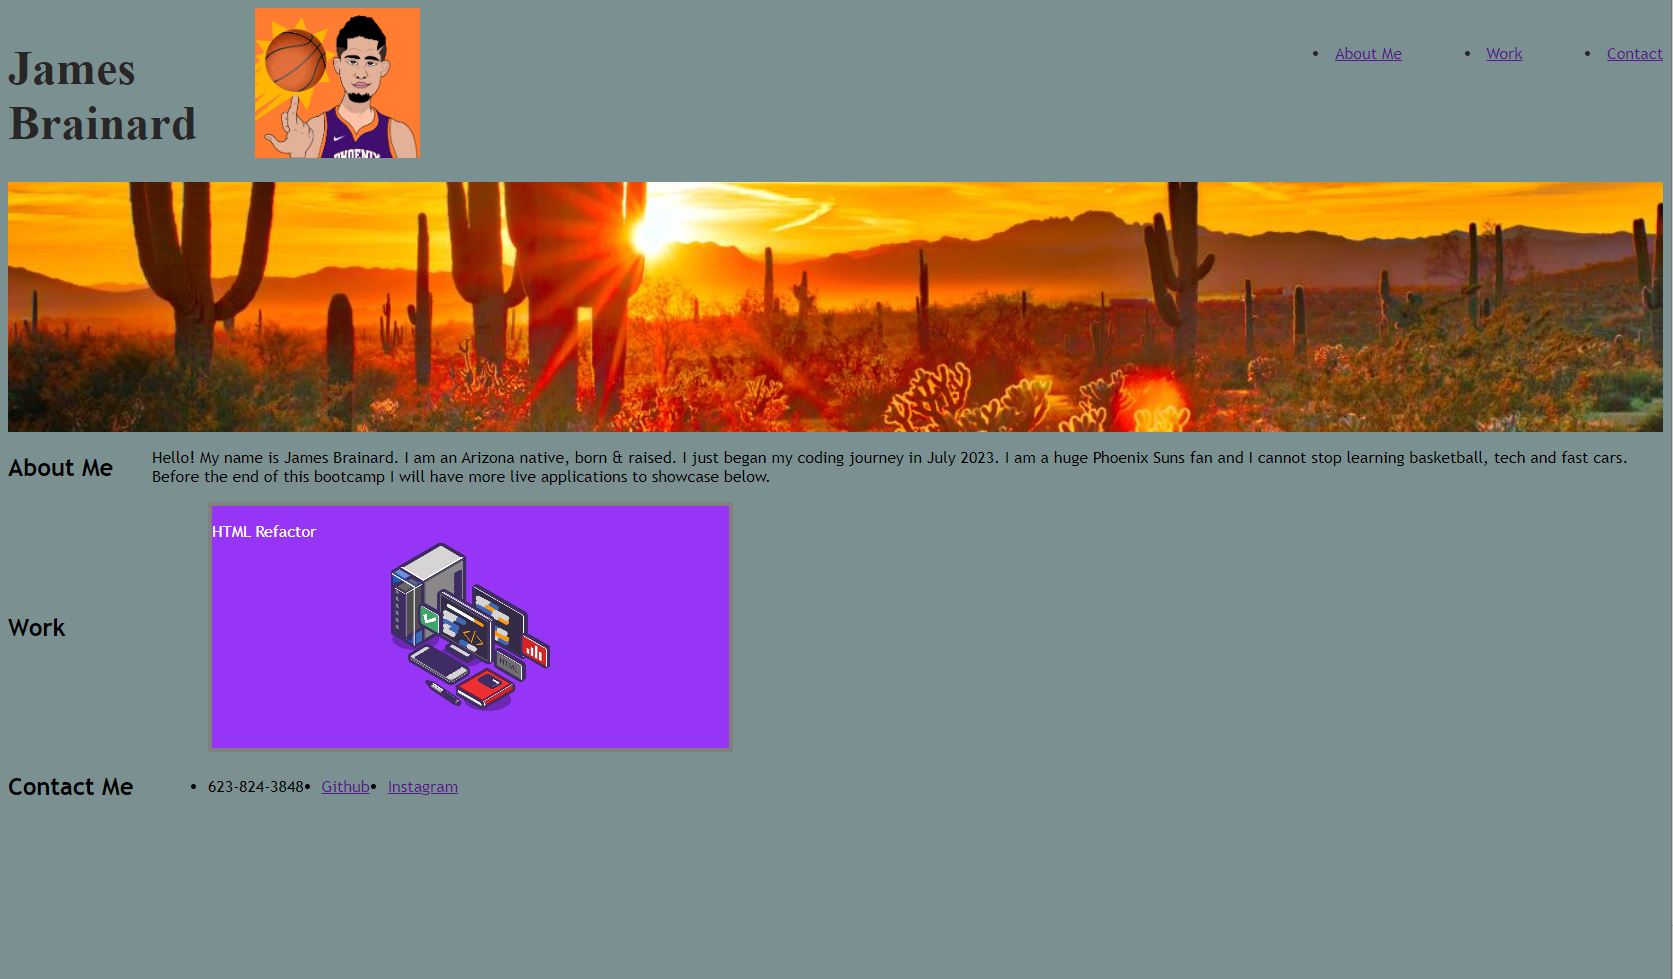 James
Brainard
PHOENIX
About Me
Work
Contact
About Me
Hello! My name is James Brainard. I am an Arizona native, born & raised. I just began my coding journey in July 2023. I am a huge Phoenix Suns fan and I cannot stop learning basketball, tech and fast cars.
Before the end of this bootcamp I will have more live applications to showcase below.
Work
HTML Refactor
</>
HTML
Contact Me
623-824-3848
Github
Instagram